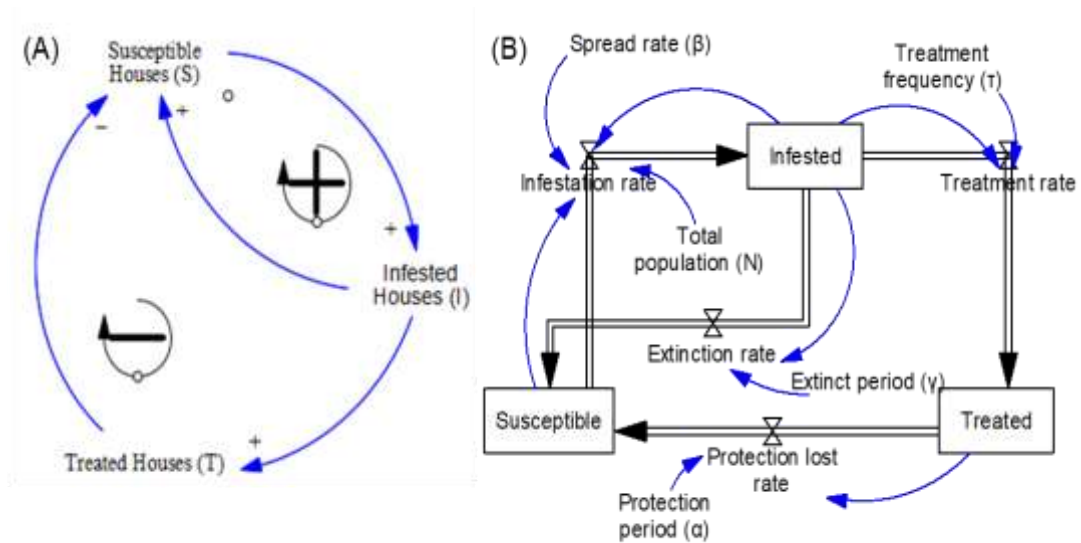 (A)
Susceptible
Houses (S)
+
−
+
Infested
Houses (I)
+
Treated Houses (T)
(B)
Spread rate (β)
Treatment
frequency (τ)
Infested
Infestation rate
Treatment rate
Total
population (N)
Extinction rate
Extinct period (γ)
Susceptible
Treated
Protection lost
rate
Protection
period (α)